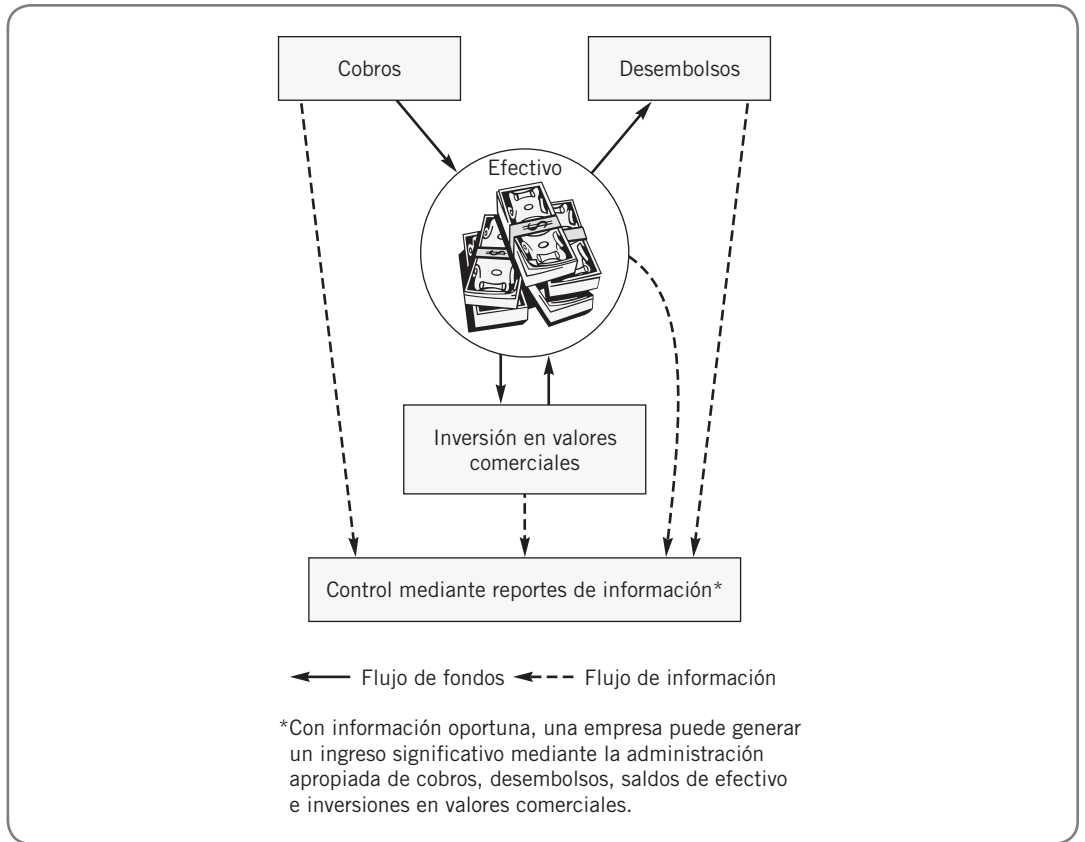 Cobros
Desembolsos
Efectivo
Inversión en valores
comerciales
Control mediante reportes de información*
Flujo de fondos
Flujo de información
*Con información oportuna, una empresa puede generar
un ingreso significativo mediante la administración
apropiada de cobros, desembolsos, saldos de efectivo
e inversiones en valores comerciales.